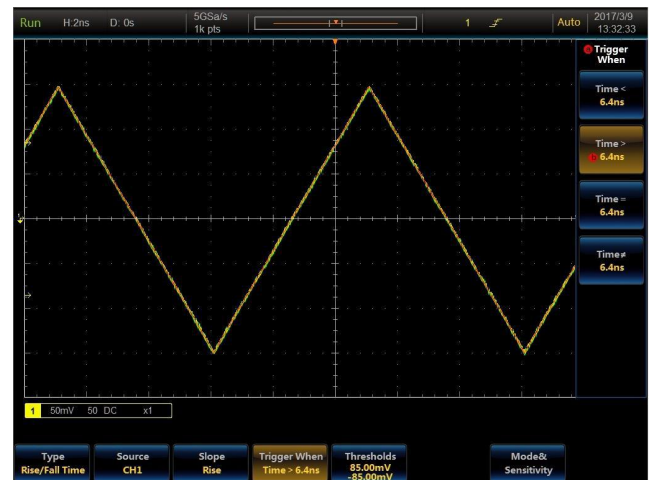 Run H:2ns D: 0s 5GSa/s 1k pts 1 Auto 2017/3/9 13:32:33
Trigger When
Time <
6.4ns
Time >
6.4ns
Time =
6.4ns
Time≠
6.4ns
1 50mV 50 DC x1
Type Source Slope Trigger When Thresholds Mode&
Rise/Fall Time CH1 Rise Time > 6.4ns 85.00mV Sensitivity
-85.00mV